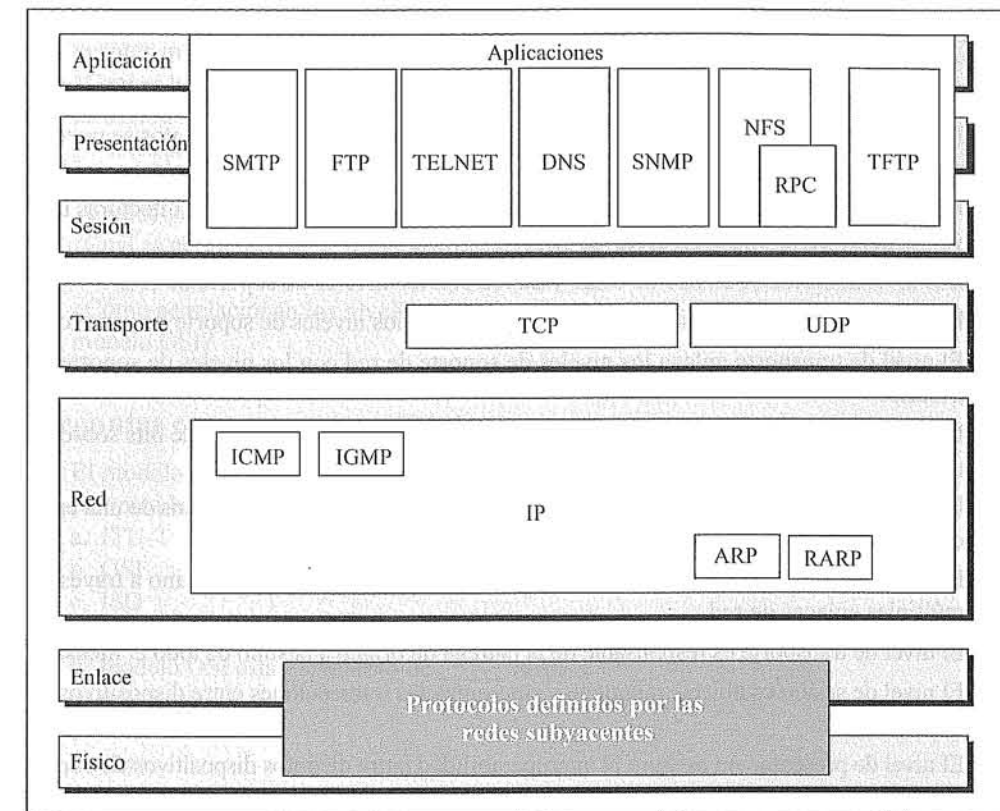 Aplicación
Aplicaciones
Presentación
SMTP
FTP
TELNET
DNS
SNMP
NFS
RPC
TFTP
Sesión
Transporte
TCP
UDP
Red
ICMP
IGMP
IP
ARP
RARP
Enlace
Protocolos definidos por las
redes subyacentes
Físico